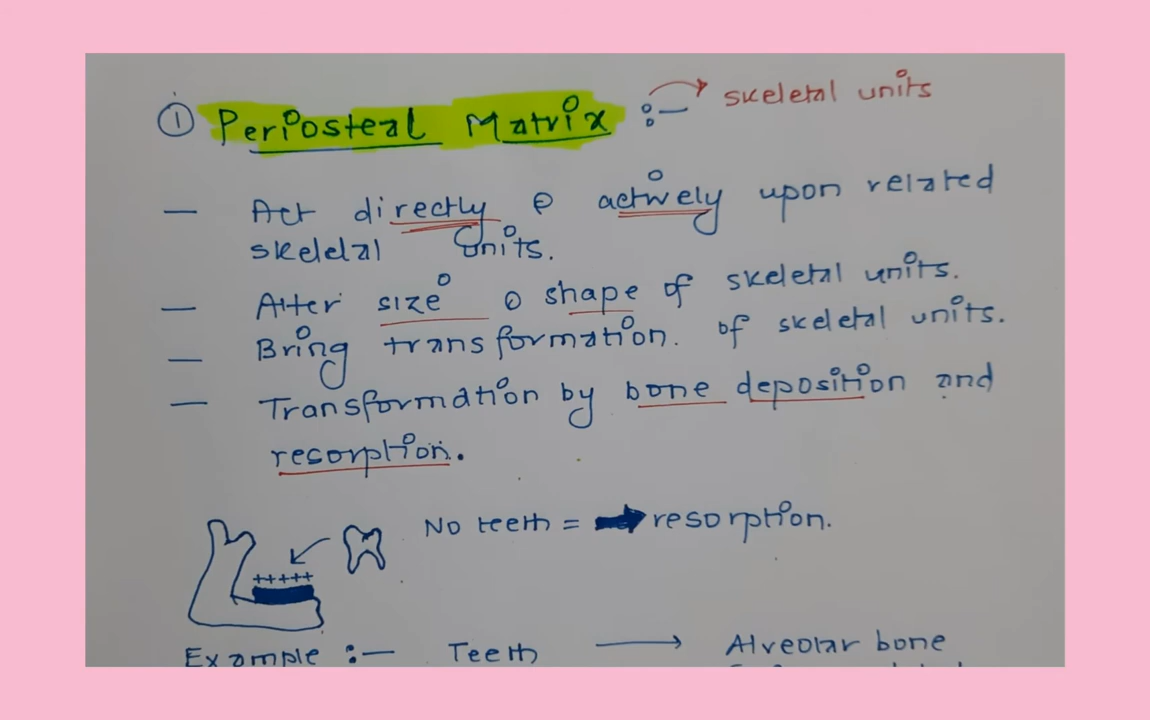 ① Periosteal Matrix :— → skeletal units
— Act directly e actively upon related
skeletal units.
— Alter size o shape of skeletal units.
— Bring transformation. of skeletal units.
— Transformation by bone deposition and
resorption.
No teeth = → resorption.
+++++
Example :— Teeth → Alveolar bone